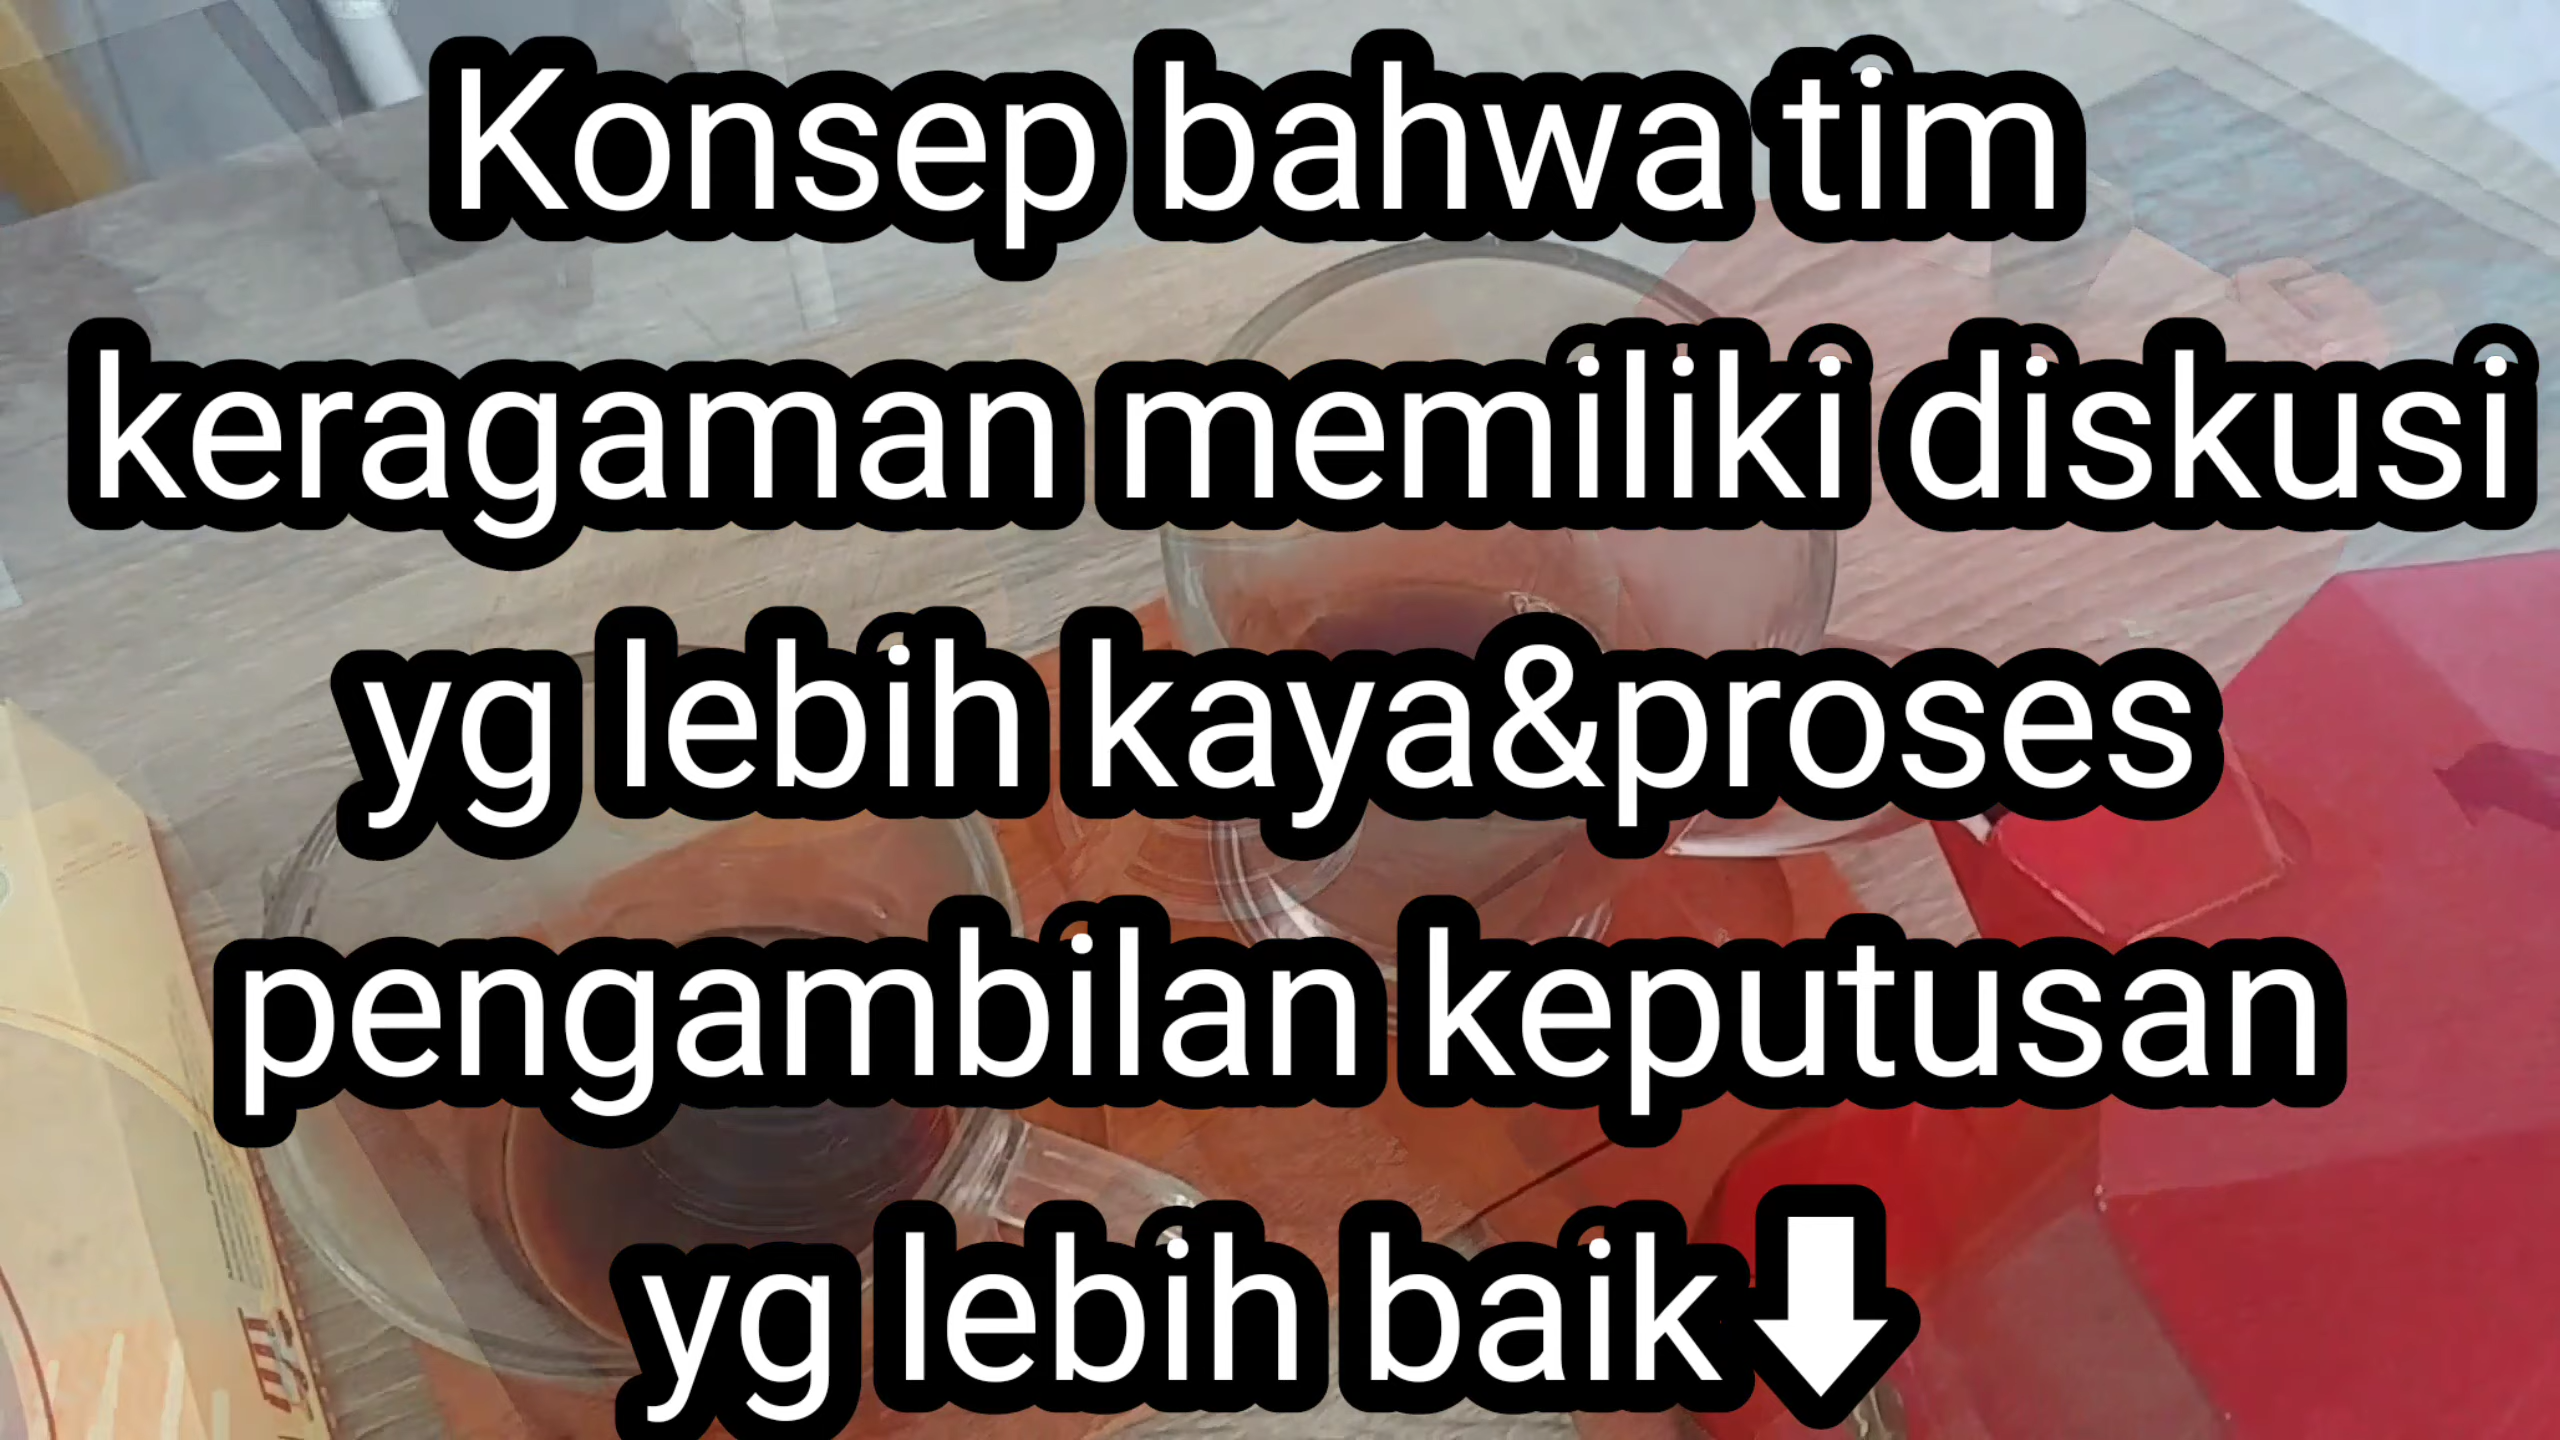 Konsep bahwa tim
keragaman memiliki diskusi
yg lebih kaya&proses
pengambilan keputusan
yg lebih baik⬇